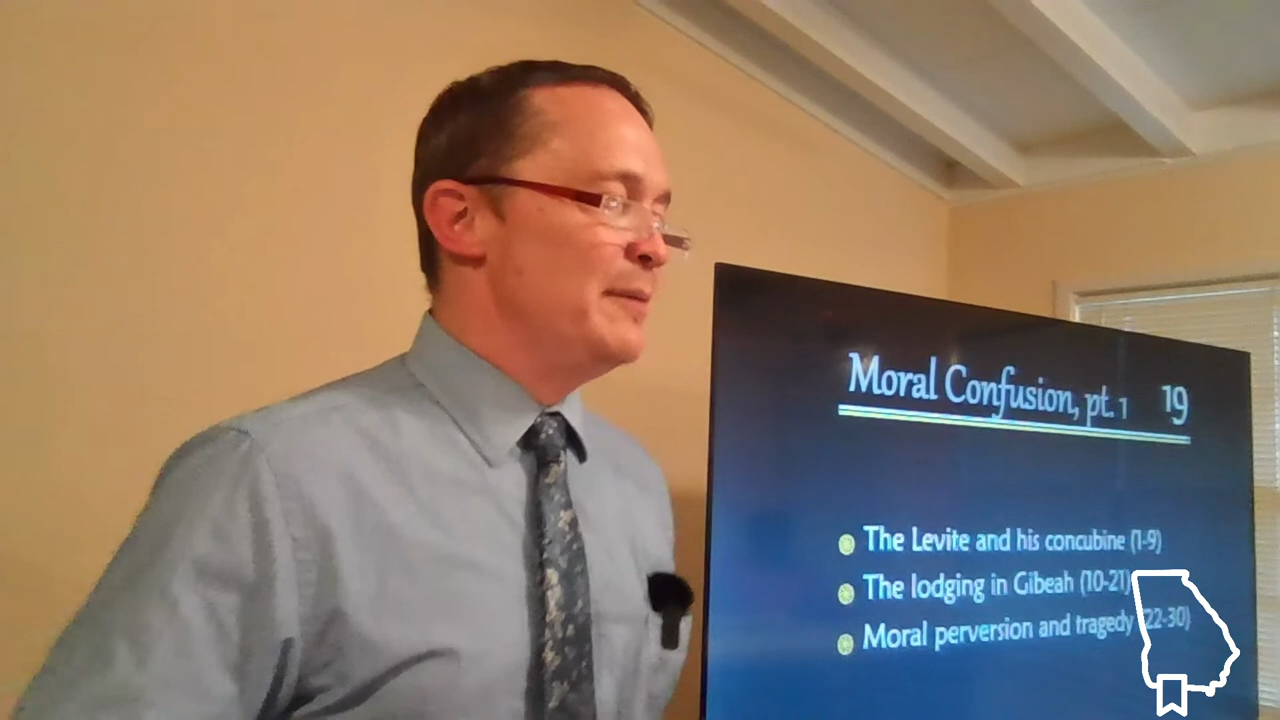 Moral Confusion, pt. 1 19
The Levite and his concubine (1-9)
The lodging in Gibeah (10-21)
Moral perversion and tragedy (22-30)